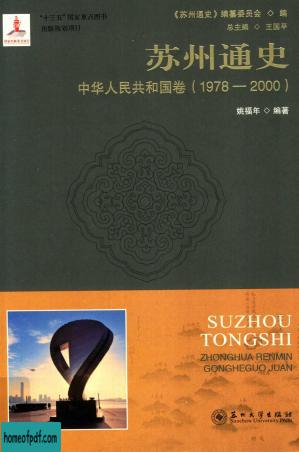 "十三五"国家重点图书
出版规划项目
《苏州通史》编纂委员会 ◇ 编
总主编 ◇ 王国平
苏州通史
中华人民共和国卷(1978—2000)
姚福年 ◇ 编著
SUZHOU
TONGSHI
ZHONGHUA RENMIN
GONGHEGUO JUAN
苏州大学出版社
Soochow University Press
homeofpdf.com